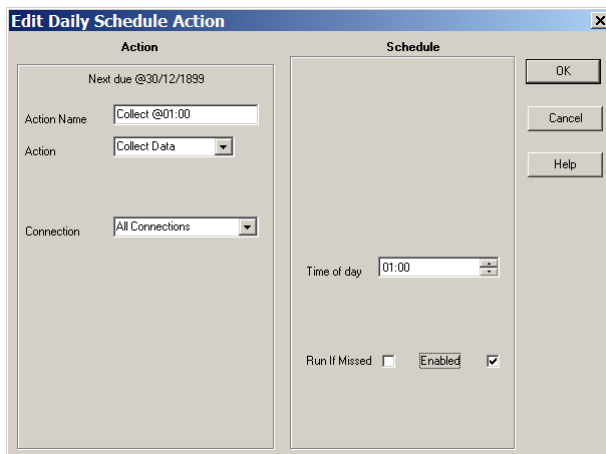 Edit Daily Schedule Action
Action
Next due @30/12/1899
Action Name Collect @01:00
Action Collect Data
Connection All Connections
Schedule
Time of day 01:00
Run If Missed Enabled
OK
Cancel
Help